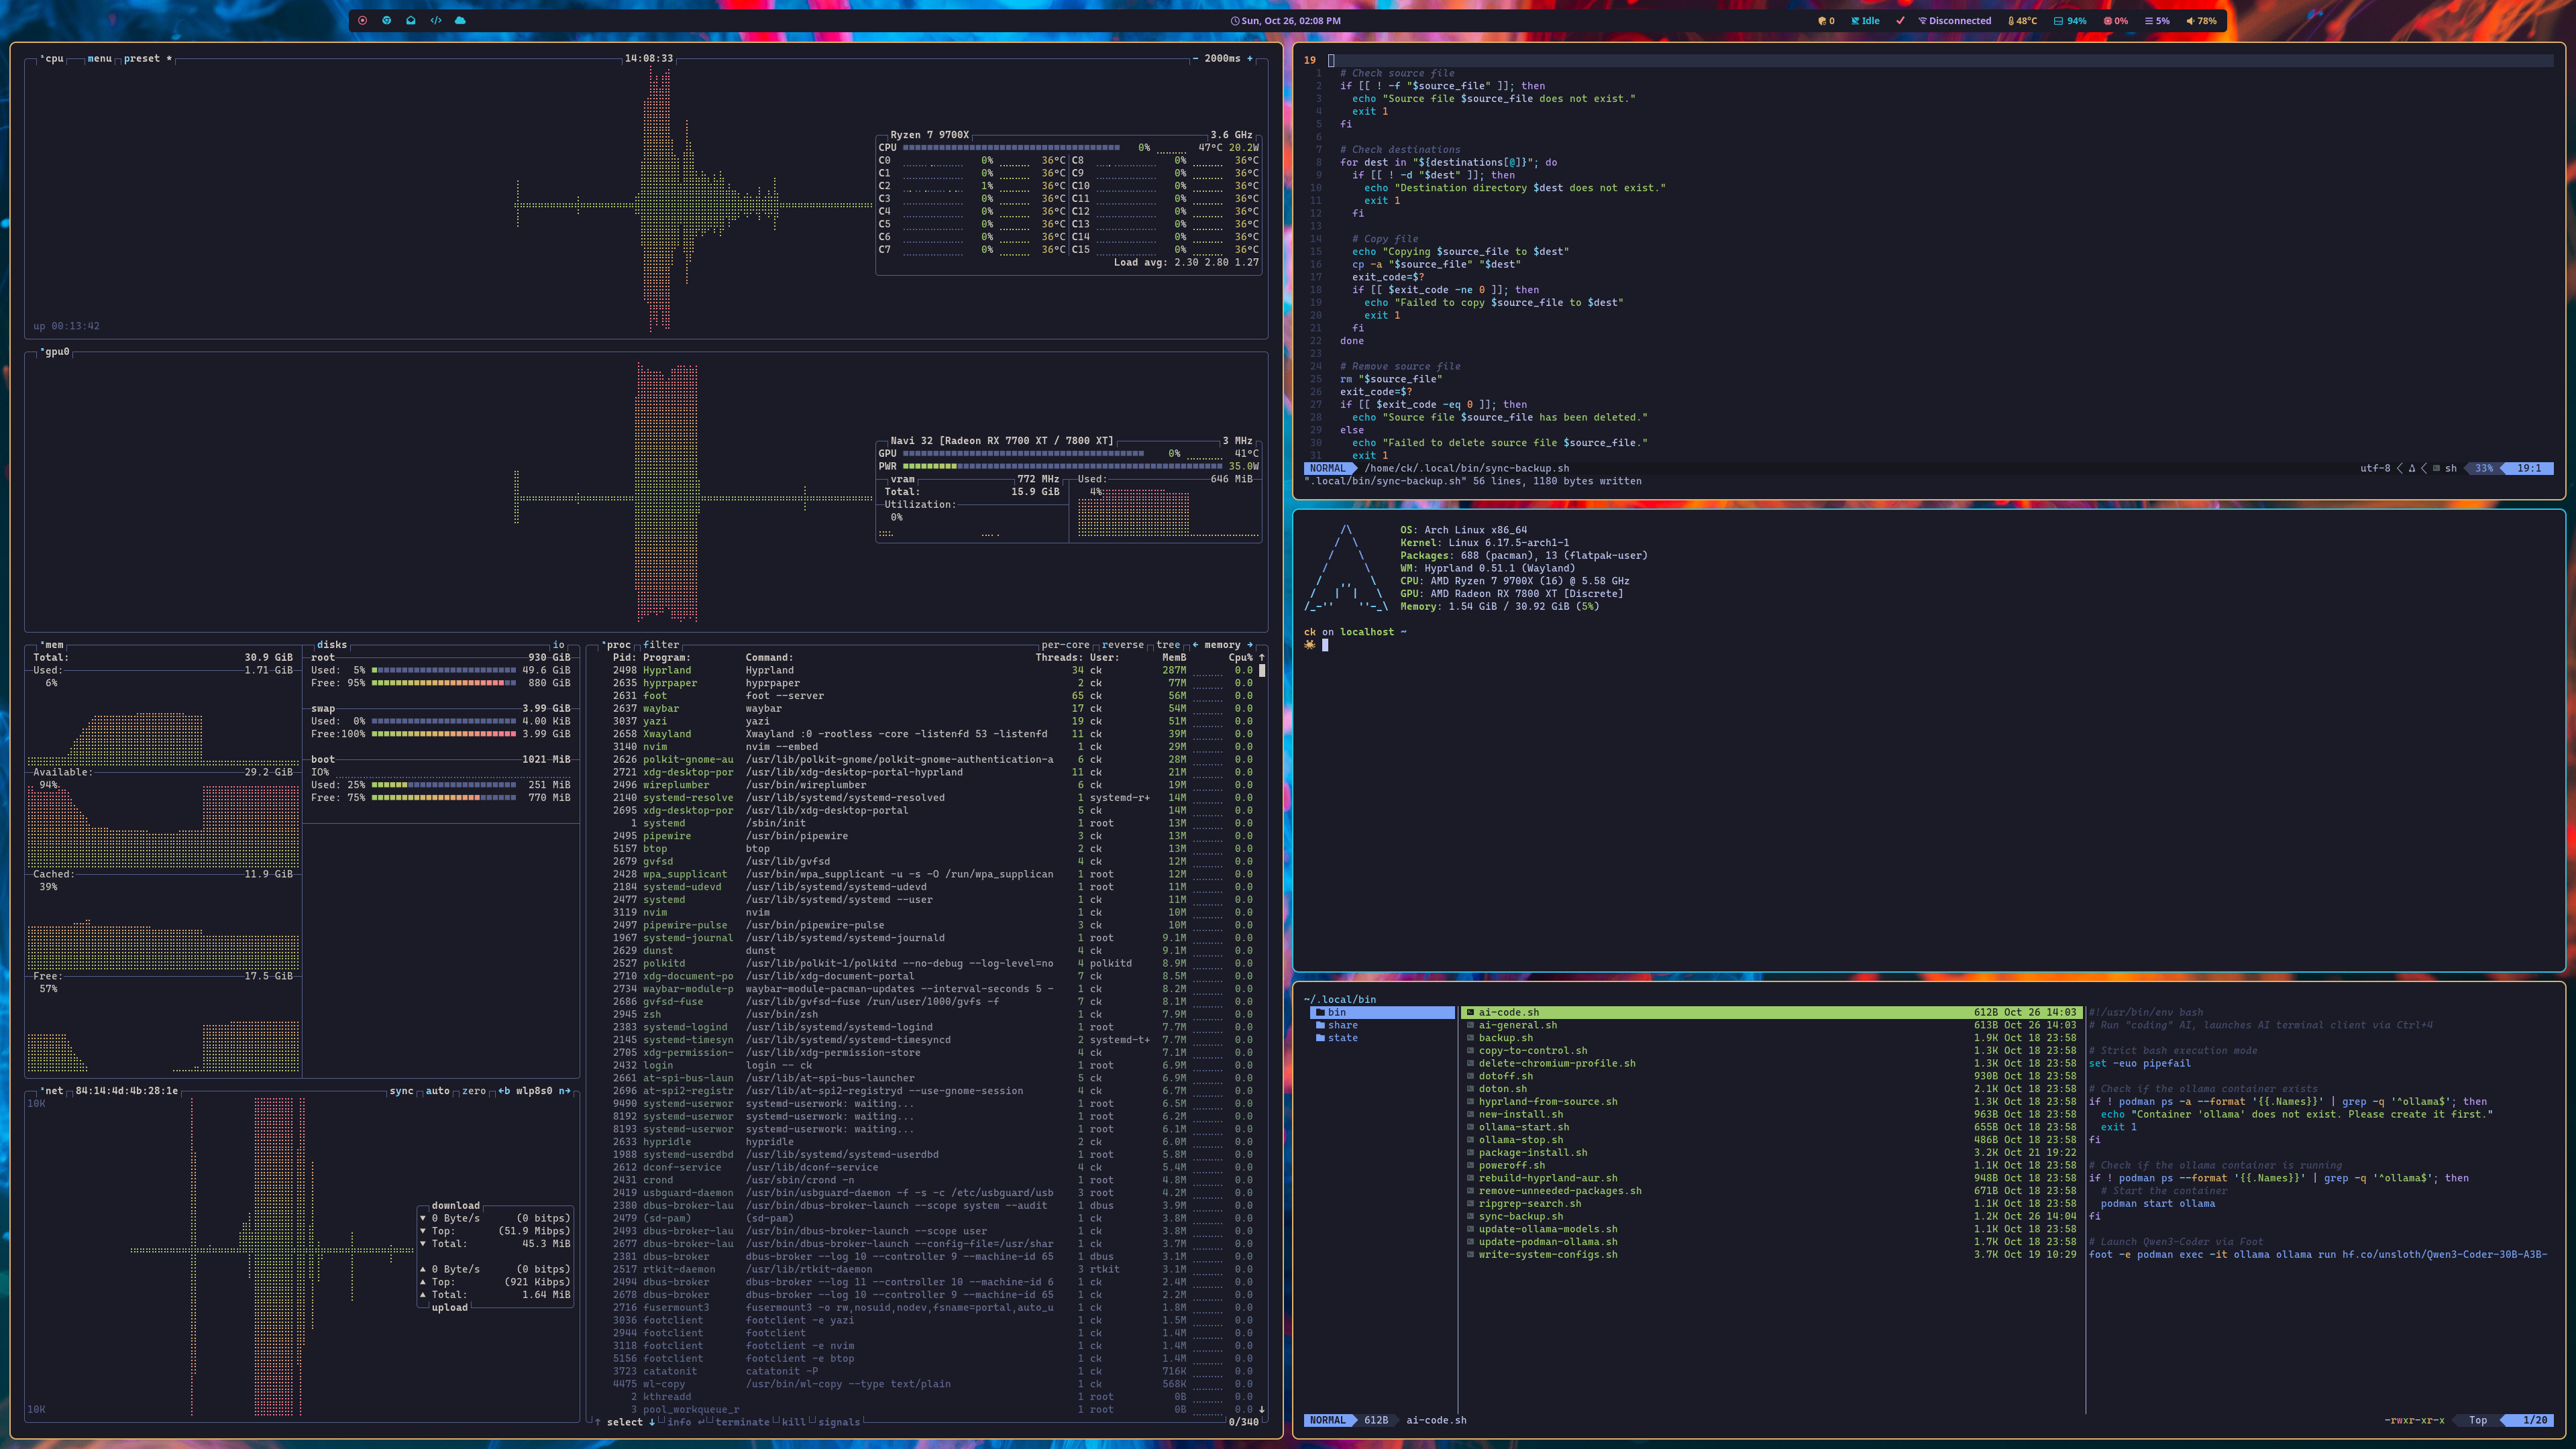 Sun, Oct 26, 02:08 PM
0 Idle Disconnected 48°C 94% 0% 5% 78%
cpu menu preset * 14:08:33 - 2000ms +
Ryzen 7 9700X 3.6 GHz
CPU 0% 47°C 20.2W
C0 0% 36°C C8 0% 36°C
C1 0% 36°C C9 0% 36°C
C2 1% 36°C C10 0% 36°C
C3 0% 36°C C11 0% 36°C
C4 0% 36°C C12 0% 36°C
C5 0% 36°C C13 0% 36°C
C6 0% 36°C C14 0% 36°C
C7 0% 36°C C15 0% 36°C
Load avg: 2.30 2.80 1.27
up 00:13:42
gpu0
Navi 32 [Radeon RX 7700 XT / 7800 XT] 3 MHz
GPU 0% 41°C
PWR 35.0W
vram 772 MHz Used: 646 MiB
Total: 15.9 GiB 4%
Utilization:
0%
mem
Total: 30.9 GiB
Used: 1.71 GiB
6%
Available: 29.2 GiB
94%
Cached: 11.9 GiB
39%
Free: 17.5 GiB
57%
disks io
root 930 GiB
Used: 5% 49.6 GiB
Free: 95% 880 GiB
swap 3.99 GiB
Used: 0% 4.00 KiB
Free:100% 3.99 GiB
boot 1021 MiB
IO%
Used: 25% 251 MiB
Free: 75% 770 MiB
net 84:14:4d:4b:28:1e sync auto zero ←b wlp8s0 n→
10K
download
▼ 0 Byte/s (0 bitps)
▼ Top: (51.9 Mibps)
▼ Total: 45.3 MiB
▲ 0 Byte/s (0 bitps)
▲ Top: (921 Kibps)
▲ Total: 1.64 MiB
upload
10K
proc filter per-core reverse tree ← memory →
Pid: Program: Command: Threads: User: MemB Cpu% ↑
2498 Hyprland Hyprland 34 ck 287M 0.0
2635 hyprpaper hyprpaper 2 ck 77M 0.0
2631 foot foot --server 65 ck 56M 0.0
2637 waybar waybar 17 ck 54M 0.0
3037 yazi yazi 19 ck 51M 0.0
2658 Xwayland Xwayland :0 -rootless -core -listenfd 53 -listenfd 11 ck 39M 0.0
3140 nvim nvim --embed 1 ck 29M 0.0
2626 polkit-gnome-au /usr/lib/polkit-gnome/polkit-gnome-authentication-a 6 ck 28M 0.0
2721 xdg-desktop-por /usr/lib/xdg-desktop-portal-hyprland 11 ck 21M 0.0
2496 wireplumber /usr/bin/wireplumber 6 ck 19M 0.0
2140 systemd-resolve /usr/lib/systemd/systemd-resolved 1 systemd-r+ 14M 0.0
2695 xdg-desktop-por /usr/lib/xdg-desktop-portal 5 ck 14M 0.0
1 systemd /sbin/init 1 root 13M 0.0
2495 pipewire /usr/bin/pipewire 3 ck 13M 0.0
5157 btop btop 2 ck 13M 0.0
2679 gvfsd /usr/lib/gvfsd 4 ck 12M 0.0
2428 wpa_supplicant /usr/bin/wpa_supplicant -u -s -O /run/wpa_supplican 1 root 12M 0.0
2184 systemd-udevd /usr/lib/systemd/systemd-udevd 1 root 11M 0.0
2477 systemd /usr/lib/systemd/systemd --user 1 ck 11M 0.0
3119 nvim nvim 1 ck 10M 0.0
2497 pipewire-pulse /usr/bin/pipewire-pulse 3 ck 10M 0.0
1967 systemd-journal /usr/lib/systemd/systemd-journald 1 root 9.1M 0.0
2629 dunst dunst 4 ck 9.1M 0.0
2527 polkitd /usr/lib/polkit-1/polkitd --no-debug --log-level=no 4 polkitd 8.9M 0.0
2710 xdg-document-po /usr/lib/xdg-document-portal 7 ck 8.5M 0.0
2734 waybar-module-p waybar-module-pacman-updates --interval-seconds 5 - 1 ck 8.2M 0.0
2686 gvfsd-fuse /usr/lib/gvfsd-fuse /run/user/1000/gvfs -f 7 ck 8.1M 0.0
2945 zsh /usr/bin/zsh 1 ck 7.9M 0.0
2383 systemd-logind /usr/lib/systemd/systemd-logind 1 root 7.7M 0.0
2145 systemd-timesyn /usr/lib/systemd/systemd-timesyncd 2 systemd-t+ 7.7M 0.0
2705 xdg-permission- /usr/lib/xdg-permission-store 4 ck 7.1M 0.0
2432 login login -- ck 1 root 6.9M 0.0
2661 at-spi-bus-laun /usr/lib/at-spi-bus-launcher 5 ck 6.9M 0.0
2696 at-spi2-registr /usr/lib/at-spi2-registryd --use-gnome-session 4 ck 6.7M 0.0
9490 systemd-userwor systemd-userwork: waiting... 1 root 6.5M 0.0
8192 systemd-userwor systemd-userwork: waiting... 1 root 6.2M 0.0
8193 systemd-userwor systemd-userwork: waiting... 1 root 6.1M 0.0
2633 hypridle hypridle 2 ck 6.0M 0.0
1988 systemd-userdbd /usr/lib/systemd/systemd-userdbd 1 root 5.8M 0.0
2612 dconf-service /usr/lib/dconf-service 4 ck 5.4M 0.0
2431 crond /usr/sbin/crond -n 1 root 4.8M 0.0
2419 usbguard-daemon /usr/bin/usbguard-daemon -f -s -c /etc/usbguard/usb 3 root 4.2M 0.0
2380 dbus-broker-lau /usr/bin/dbus-broker-launch --scope system --audit 1 dbus 3.9M 0.0
2479 (sd-pam) (sd-pam) 1 ck 3.8M 0.0
2493 dbus-broker-lau /usr/bin/dbus-broker-launch --scope user 1 ck 3.8M 0.0
2677 dbus-broker-lau /usr/bin/dbus-broker-launch --config-file=/usr/shar 1 ck 3.7M 0.0
2381 dbus-broker dbus-broker --log 10 --controller 9 --machine-id 65 1 dbus 3.1M 0.0
2517 rtkit-daemon /usr/lib/rtkit-daemon 3 rtkit 3.1M 0.0
2494 dbus-broker dbus-broker --log 11 --controller 10 --machine-id 6 1 ck 2.4M 0.0
2678 dbus-broker dbus-broker --log 10 --controller 9 --machine-id 65 1 ck 2.2M 0.0
2716 fusermount3 fusermount3 -o rw,nosuid,nodev,fsname=portal,auto_u 1 ck 1.8M 0.0
3036 footclient footclient -e yazi 1 ck 1.5M 0.0
2944 footclient footclient 1 ck 1.4M 0.0
3118 footclient footclient -e nvim 1 ck 1.4M 0.0
5156 footclient footclient -e btop 1 ck 1.4M 0.0
3723 catatonit catatonit -P 1 ck 716K 0.0
4475 wl-copy /usr/bin/wl-copy --type text/plain 1 ck 568K 0.0
2 kthreadd 1 root 0B 0.0
3 pool_workqueue_r 1 root 0B 0.0 ↓
↑ select ↓ info ↵ terminate kill signals 0/340
19
1 # Check source file
2 if [[ ! -f "$source_file" ]]; then
3 echo "Source file $source_file does not exist."
4 exit 1
5 fi
6
7 # Check destinations
8 for dest in "${destinations[@]}"; do
9 if [[ ! -d "$dest" ]]; then
10 echo "Destination directory $dest does not exist."
11 exit 1
12 fi
13
14 # Copy file
15 echo "Copying $source_file to $dest"
16 cp -a "$source_file" "$dest"
17 exit_code=$?
18 if [[ $exit_code -ne 0 ]]; then
19 echo "Failed to copy $source_file to $dest"
20 exit 1
21 fi
22 done
23
24 # Remove source file
25 rm "$source_file"
26 exit_code=$?
27 if [[ $exit_code -eq 0 ]]; then
28 echo "Source file $source_file has been deleted."
29 else
30 echo "Failed to delete source file $source_file."
31 exit 1
NORMAL /home/ck/.local/bin/sync-backup.sh utf-8 sh 33% 19:1
".local/bin/sync-backup.sh" 56 lines, 1180 bytes written
OS: Arch Linux x86_64
Kernel: Linux 6.17.5-arch1-1
Packages: 688 (pacman), 13 (flatpak-user)
WM: Hyprland 0.51.1 (Wayland)
CPU: AMD Ryzen 7 9700X (16) @ 5.58 GHz
GPU: AMD Radeon RX 7800 XT [Discrete]
Memory: 1.54 GiB / 30.92 GiB (5%)
ck on localhost ~
~/.local/bin
bin
share
state
ai-code.sh 612B Oct 26 14:03
ai-general.sh 613B Oct 26 14:03
backup.sh 1.9K Oct 18 23:58
copy-to-control.sh 1.3K Oct 18 23:58
delete-chromium-profile.sh 1.3K Oct 18 23:58
dotoff.sh 930B Oct 18 23:58
doton.sh 2.1K Oct 18 23:58
hyprland-from-source.sh 1.3K Oct 18 23:58
new-install.sh 963B Oct 18 23:58
ollama-start.sh 655B Oct 18 23:58
ollama-stop.sh 486B Oct 18 23:58
package-install.sh 3.2K Oct 21 19:22
poweroff.sh 1.1K Oct 18 23:58
rebuild-hyprland-aur.sh 948B Oct 18 23:58
remove-unneeded-packages.sh 671B Oct 18 23:58
ripgrep-search.sh 1.1K Oct 18 23:58
sync-backup.sh 1.2K Oct 26 14:04
update-ollama-models.sh 1.1K Oct 18 23:58
update-podman-ollama.sh 1.7K Oct 18 23:58
write-system-configs.sh 3.7K Oct 19 10:29
#!/usr/bin/env bash
# Run "coding" AI, launches AI terminal client via Ctrl+4
# Strict bash execution mode
set -euo pipefail
# Check if the ollama container exists
if ! podman ps -a --format '{{.Names}}' | grep -q '^ollama$'; then
echo "Container 'ollama' does not exist. Please create it first."
exit 1
fi
# Check if the ollama container is running
if ! podman ps --format '{{.Names}}' | grep -q '^ollama$'; then
# Start the container
podman start ollama
fi
# Launch Qwen3-Coder via Foot
foot -e podman exec -it ollama ollama run hf.co/unsloth/Qwen3-Coder-30B-A3B-
NORMAL 612B ai-code.sh -rwxr-xr-x Top 1/20